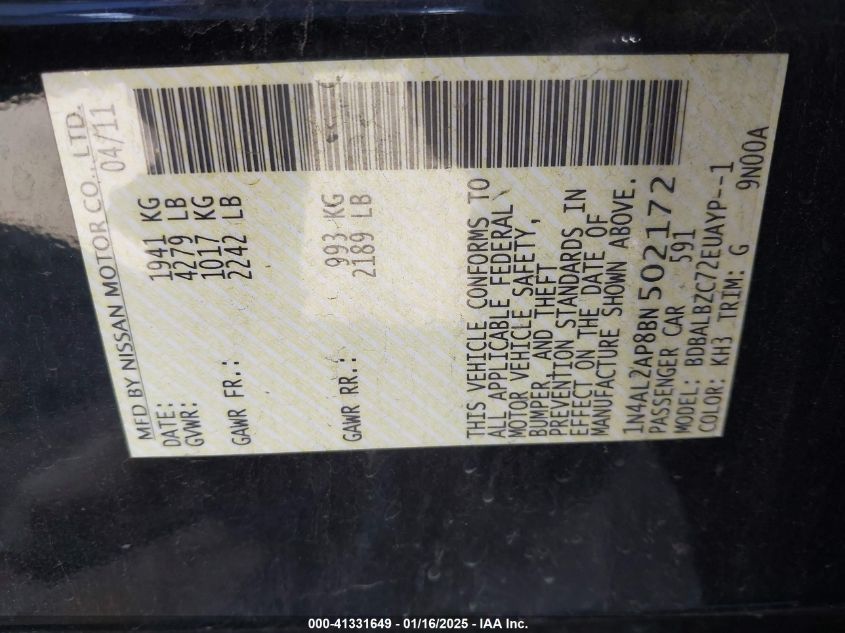 MFD BY NISSAN MOTOR CO., LTD.
DATE: 04/11
GVWR: 1941 KG
4279 LB
GAWR FR.: 1017 KG
2242 LB
GAWR RR.: 993 KG
2189 LB
THIS VEHICLE CONFORMS TO
ALL APPLICABLE FEDERAL
MOTOR VEHICLE SAFETY,
BUMPER, AND THEFT
PREVENTION STANDARDS IN
EFFECT ON THE DATE OF
MANUFACTURE SHOWN ABOVE.
1N4AL2AP8BN502172
PASSENGER CAR 591
MODEL: BDBALBZC72EUAYP--1
COLOR: KH3 TRIM: G 9N00A
000-41331649 - 01/16/2025 - IAA Inc.